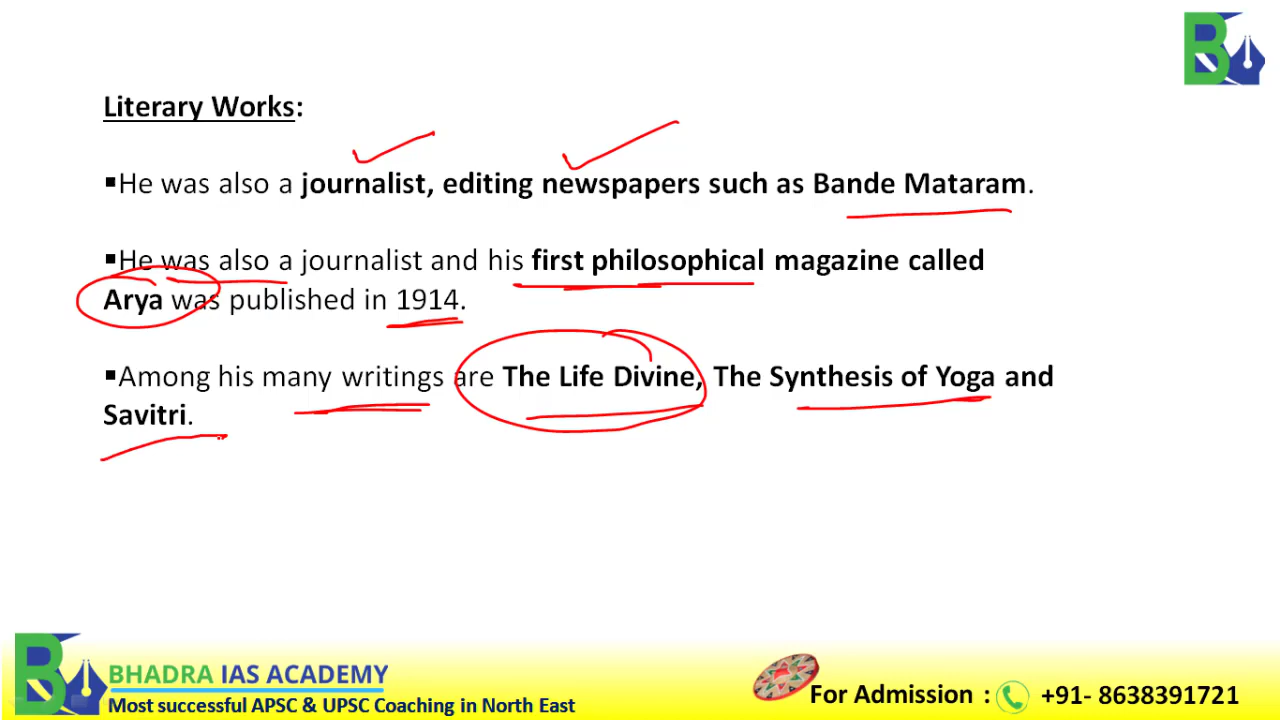 Literary Works:
▪He was also a journalist, editing newspapers such as Bande Mataram.
▪He was also a journalist and his first philosophical magazine called
Arya was published in 1914.
▪Among his many writings are The Life Divine, The Synthesis of Yoga and
Savitri.
BHADRA IAS ACADEMY
Most successful APSC & UPSC Coaching in North East
For Admission : +91- 8638391721